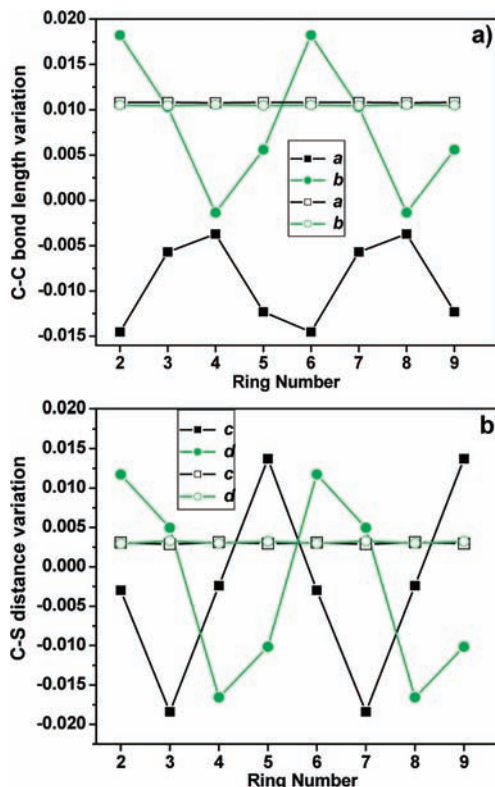 a)
0.020
0.015
0.010
0.005
0.000
-0.005
-0.010
-0.015
C-C bond length variation
a
b
a
b
2 3 4 5 6 7 8 9
Ring Number
b
0.020
0.015
0.010
0.005
0.000
-0.005
-0.010
-0.015
-0.020
C-S distance variation
c
d
c
d
2 3 4 5 6 7 8 9
Ring Number